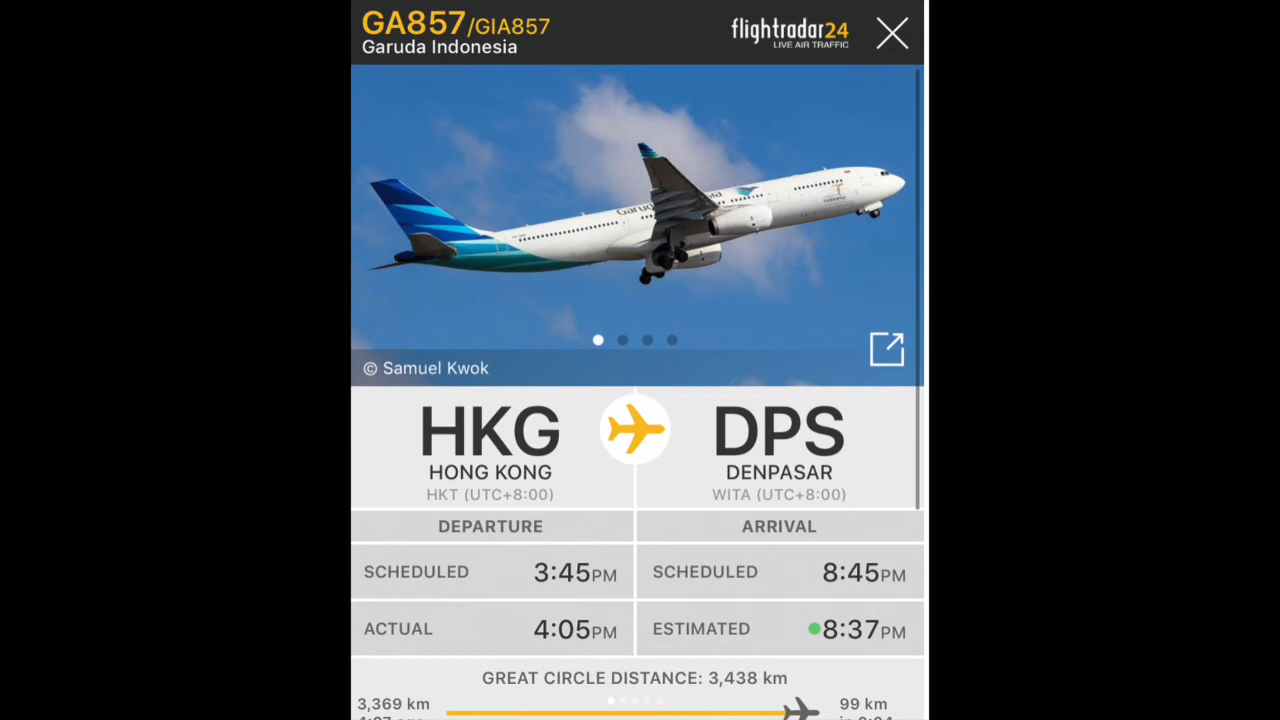 GA857/GIA857
Garuda Indonesia
flightradar24
LIVE AIR TRAFFIC
© Samuel Kwok
HKG
HONG KONG
HKT (UTC+8:00)
DPS
DENPASAR
WITA (UTC+8:00)
DEPARTURE
ARRIVAL
SCHEDULED 3:45PM
SCHEDULED 8:45PM
ACTUAL 4:05PM
ESTIMATED 8:37PM
GREAT CIRCLE DISTANCE: 3,438 km
3,369 km
99 km